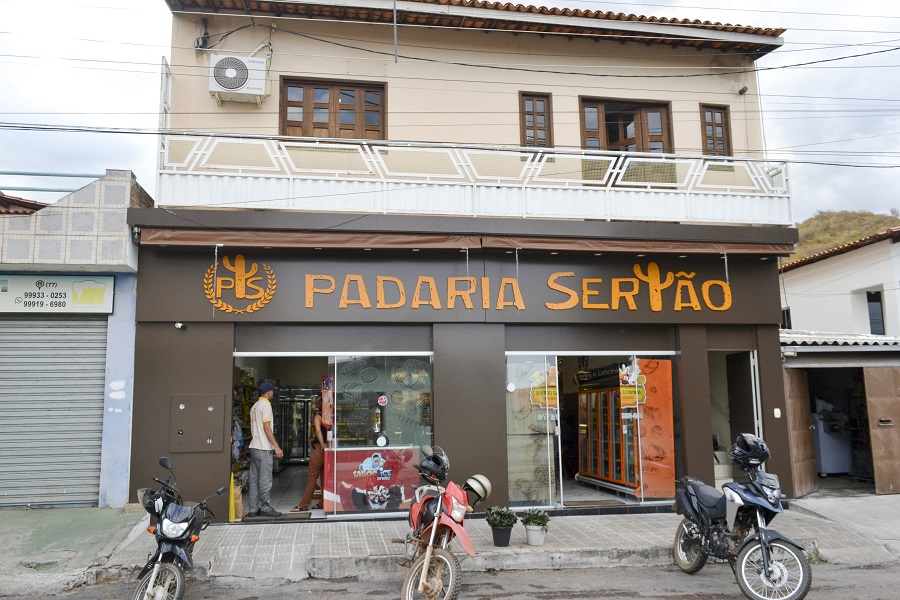 PS
PADARIA SERTÃO
(77)
99933 - 0253
99919 - 6980